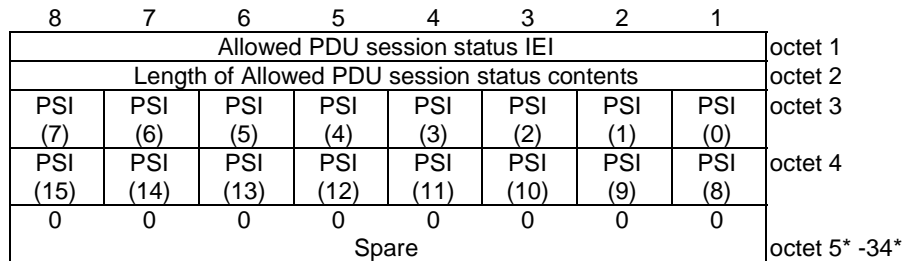 8 7 6 5 4 3 2 1
Allowed PDU session status IEI octet 1
Length of Allowed PDU session status contents octet 2
PSI PSI PSI PSI PSI PSI PSI PSI octet 3
(7) (6) (5) (4) (3) (2) (1) (0)
PSI PSI PSI PSI PSI PSI PSI PSI octet 4
(15) (14) (13) (12) (11) (10) (9) (8)
0 0 0 0 0 0 0 0
Spare octet 5* -34*